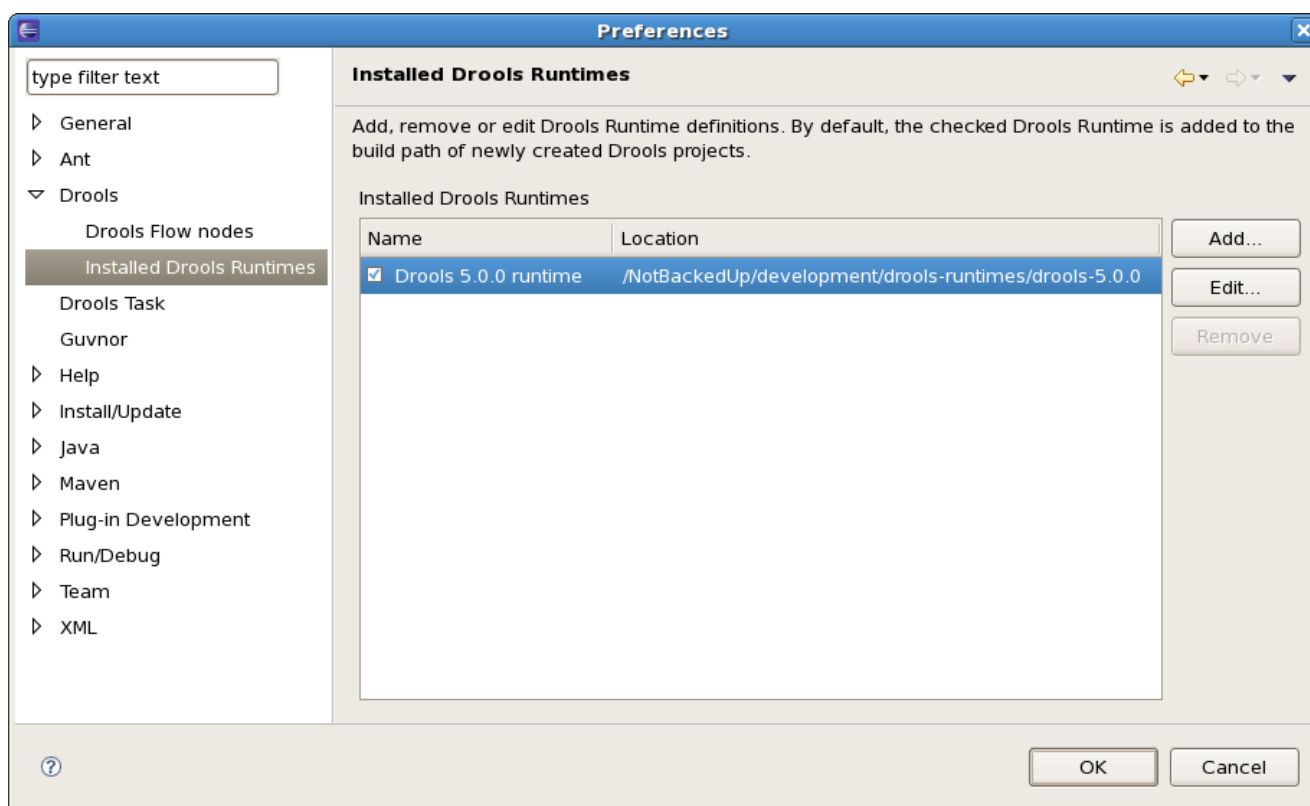 Preferences
type filter text
General
Ant
Drools
Drools Flow nodes
Installed Drools Runtimes
Drools Task
Guvnor
Help
Install/Update
Java
Maven
Plug-in Development
Run/Debug
Team
XML
Installed Drools Runtimes
Add, remove or edit Drools Runtime definitions. By default, the checked Drools Runtime is added to the
build path of newly created Drools projects.
Installed Drools Runtimes
Name Location
Drools 5.0.0 runtime /NotBackedUp/development/drools-runtimes/drools-5.0.0
Add...
Edit...
Remove
OK Cancel